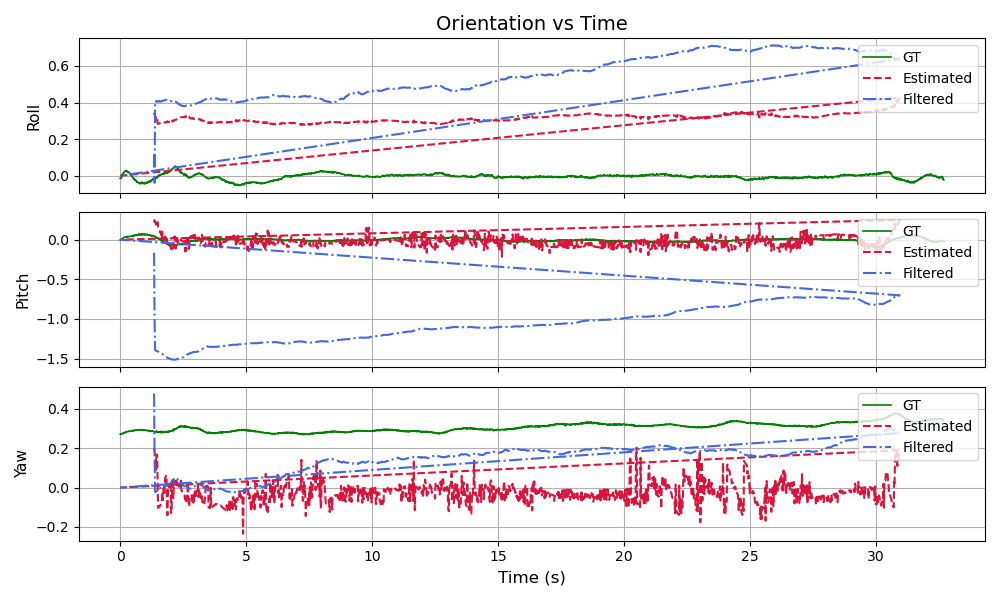 Orientation vs Time
Roll
0.6
0.4
0.2
0.0
GT
Estimated
Filtered
Pitch
0.0
−0.5
−1.0
−1.5
GT
Estimated
Filtered
Yaw
0.4
0.2
0.0
−0.2
GT
Estimated
Filtered
0 5 10 15 20 25 30
Time (s)